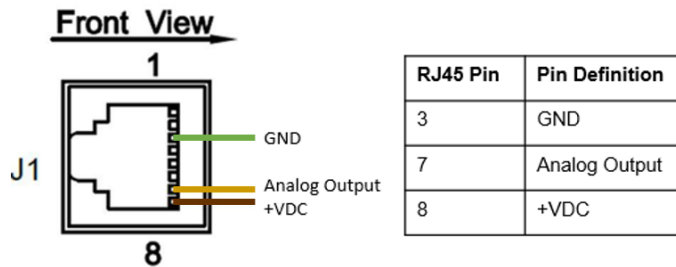 Front View
1
J1
GND
Analog Output
+VDC
8
RJ45 Pin Pin Definition
3 GND
7 Analog Output
8 +VDC